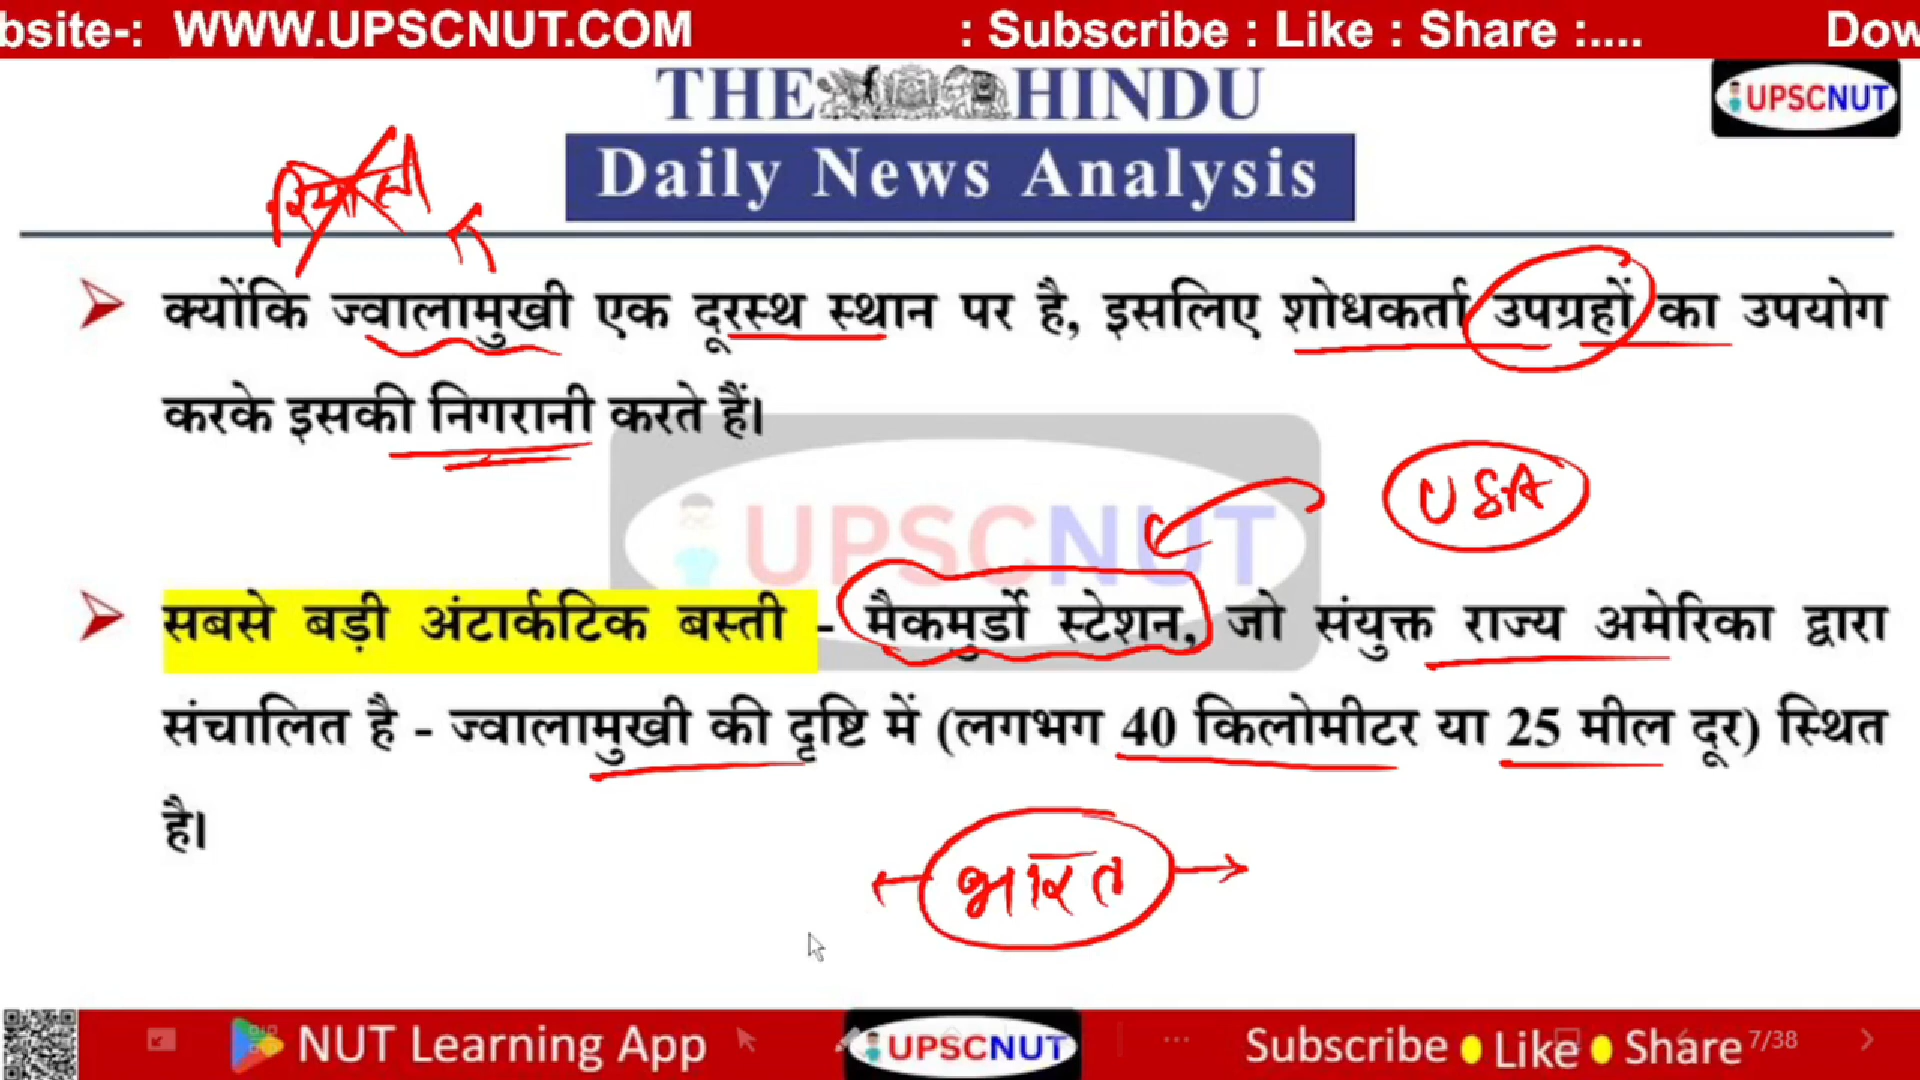 bsite-: WWW.UPSCNUT.COM : Subscribe : Like : Share :.... Dow
THE HINDU
UPSCNUT
Daily News Analysis
क्योंकि ज्वालामुखी एक दूरस्थ स्थान पर है, इसलिए शोधकर्ता उपग्रहों का उपयोग
करके इसकी निगरानी करते हैं।
USA
UPSCNUT
सबसे बड़ी अंटार्कटिक बस्ती - मैकमुर्डो स्टेशन, जो संयुक्त राज्य अमेरिका द्वारा
संचालित है - ज्वालामुखी की दृष्टि में (लगभग 40 किलोमीटर या 25 मील दूर) स्थित
है।
भारत
NUT Learning App UPSCNUT Subscribe Like Share 7/38